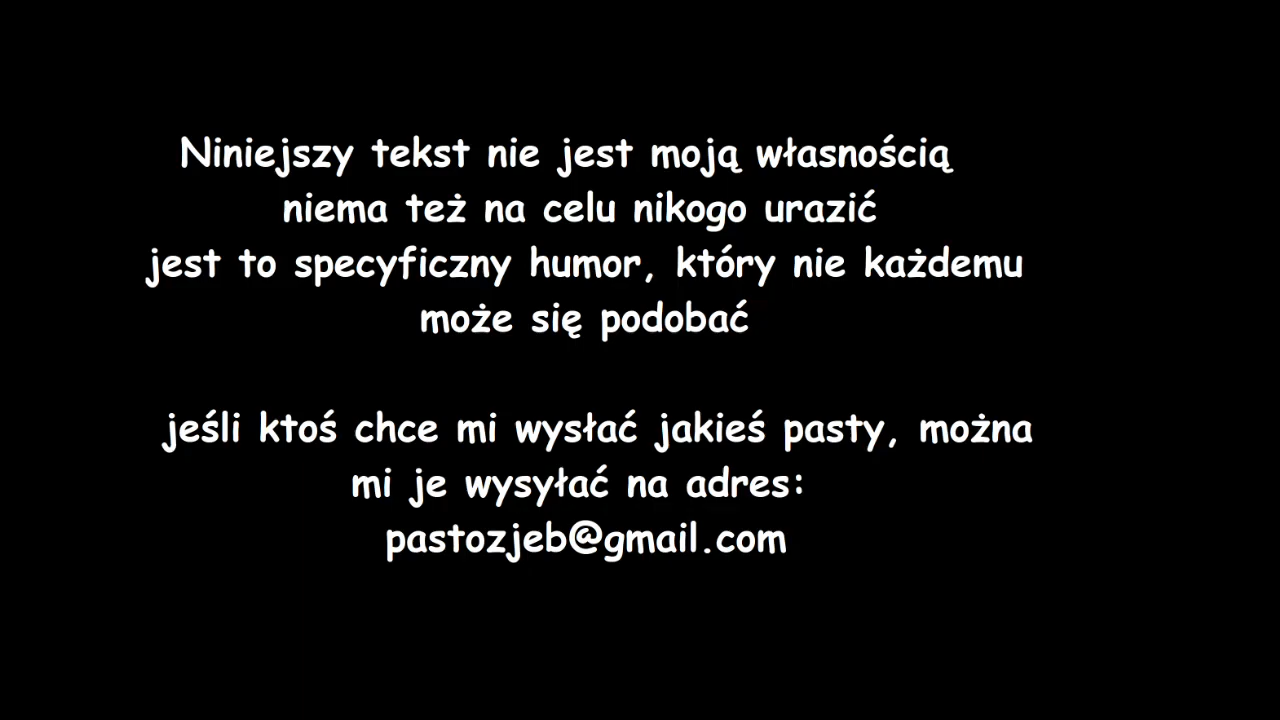 Niniejszy tekst nie jest moją własnością
niema też na celu nikogo urazić
jest to specyficzny humor, który nie każdemu
może się podobać
jeśli ktoś chce mi wysłać jakieś pasty, można
mi je wysyłać na adres:
pastozjeb@gmail.com